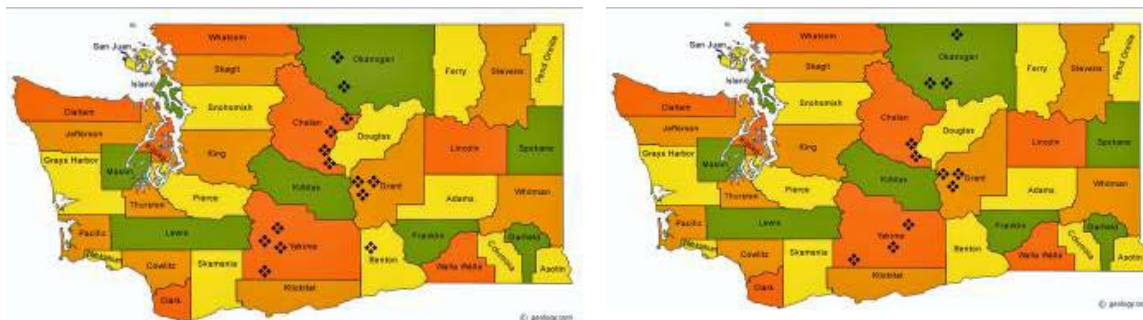 Whatcom
San Juan
Skagit
Okanogan
Ferry
Stevens
Pend Oreille
Island
Snohomish
Clallam
Chelan
Douglas
Jefferson
King
Lincoln
Spokane
Grays Harbor
Mason
Kittitas
Grant
Pierce
Adams
Whitman
Thurston
Pacific
Lewis
Yakima
Franklin
Garfield
Columbia
Benton
Cowlitz
Skamania
Walla Walla
Asotin
Klickitat
Clark
© geology.com
Whatcom
San Juan
Skagit
Okanogan
Ferry
Stevens
Pend Oreille
Island
Snohomish
Clallam
Chelan
Douglas
Jefferson
King
Lincoln
Spokane
Grays Harbor
Mason
Kittitas
Grant
Pierce
Adams
Whitman
Thurston
Pacific
Lewis
Yakima
Franklin
Garfield
Columbia
Benton
Cowlitz
Skamania
Walla Walla
Asotin
Klickitat
Clark
© geology.com